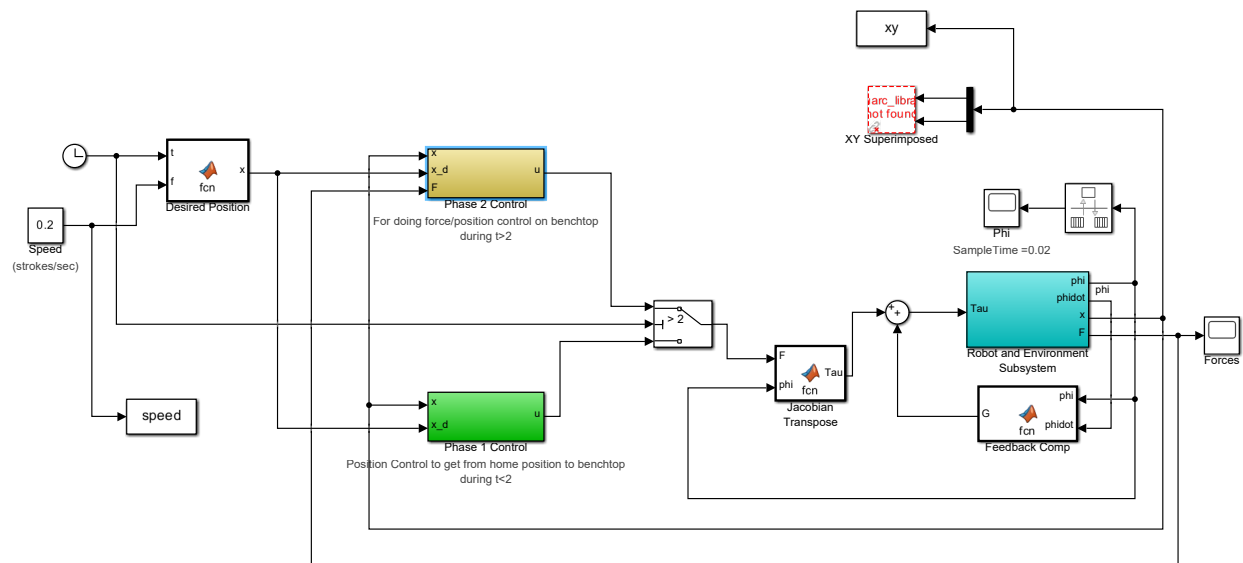 xy
arc_libra
not found
XY Superimposed
t
f
x
fcn
Desired Position
x
x_d
F
u
Phase 2 Control
For doing force/position control on benchtop
during t>2
0.2
Speed
(strokes/sec)
Phi
SampleTime =0.02
> 2
+
+
Tau
phi
phidot
x
F
phi
Robot and Environment
Subsystem
Forces
F
phi
Tau
fcn
Jacobian
Transpose
G
phi
phidot
fcn
Feedback Comp
speed
x
x_d
u
Phase 1 Control
Position Control to get from home position to benchtop
during t<2